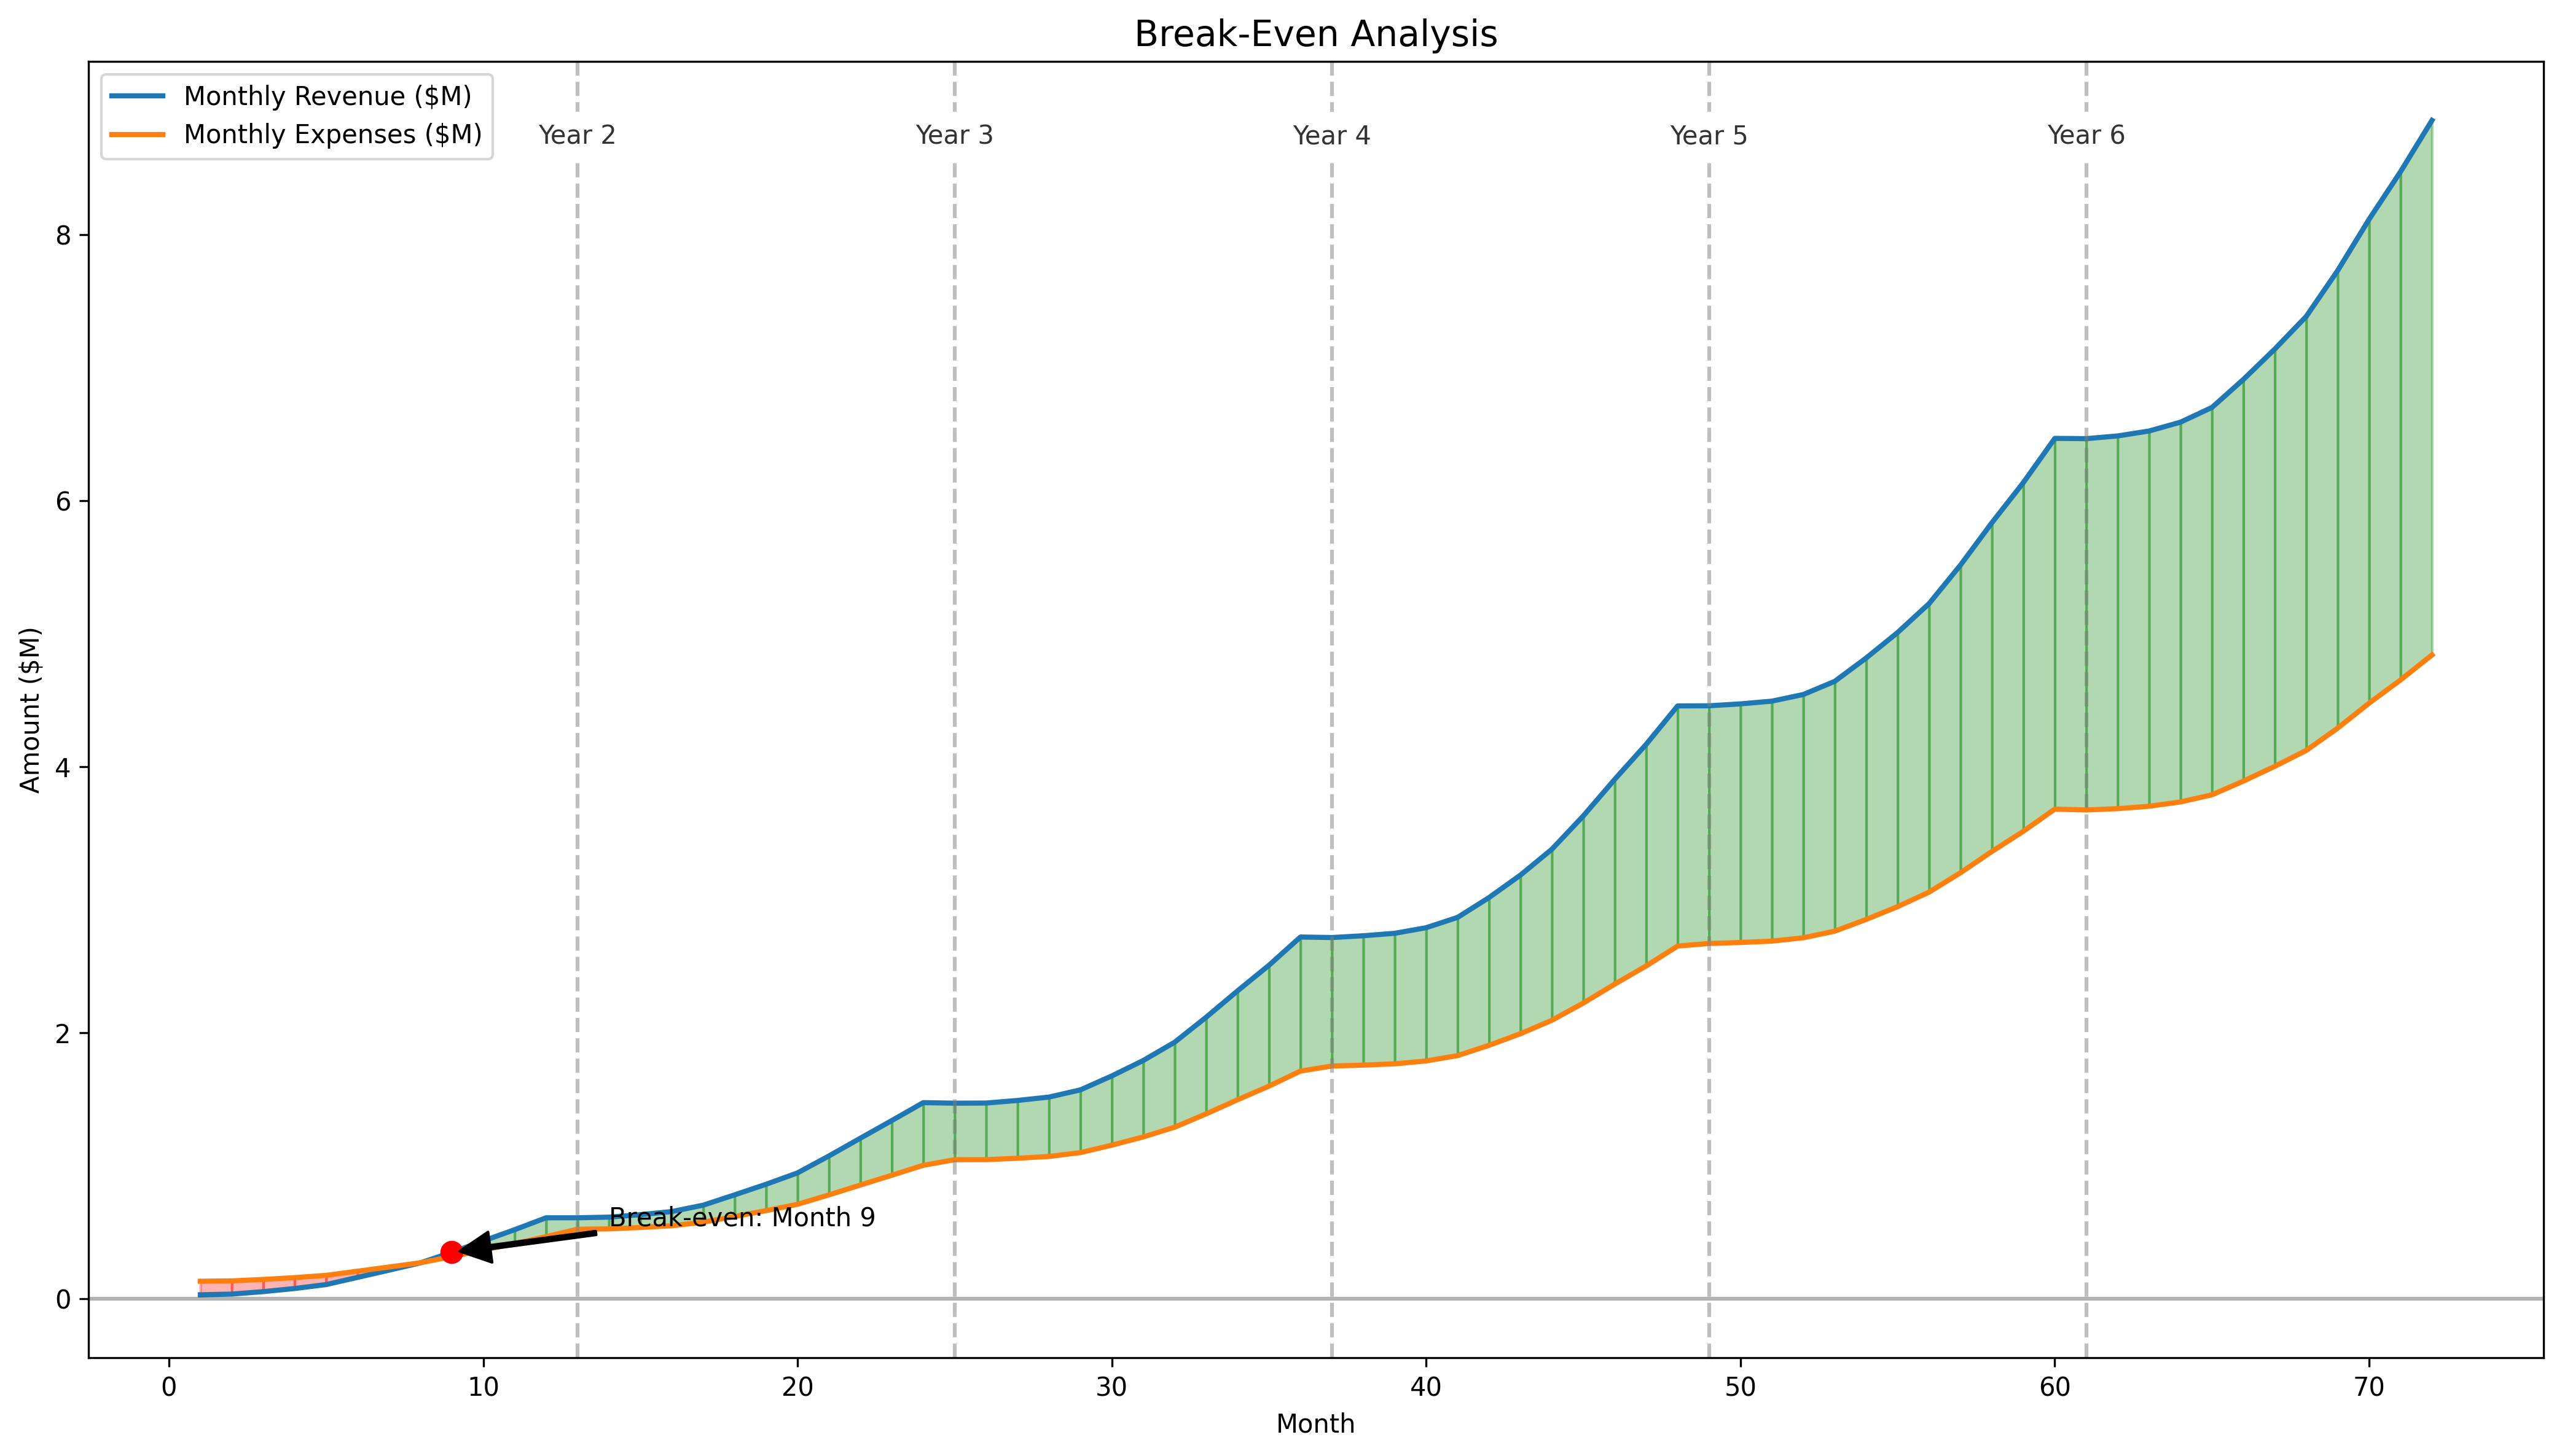 Break-Even Analysis
Monthly Revenue ($M)
Monthly Expenses ($M)
Year 2
Year 3
Year 4
Year 5
Year 6
Amount ($M)
8
6
4
2
0
Break-even: Month 9
0
10
20
30
40
50
60
70
Month